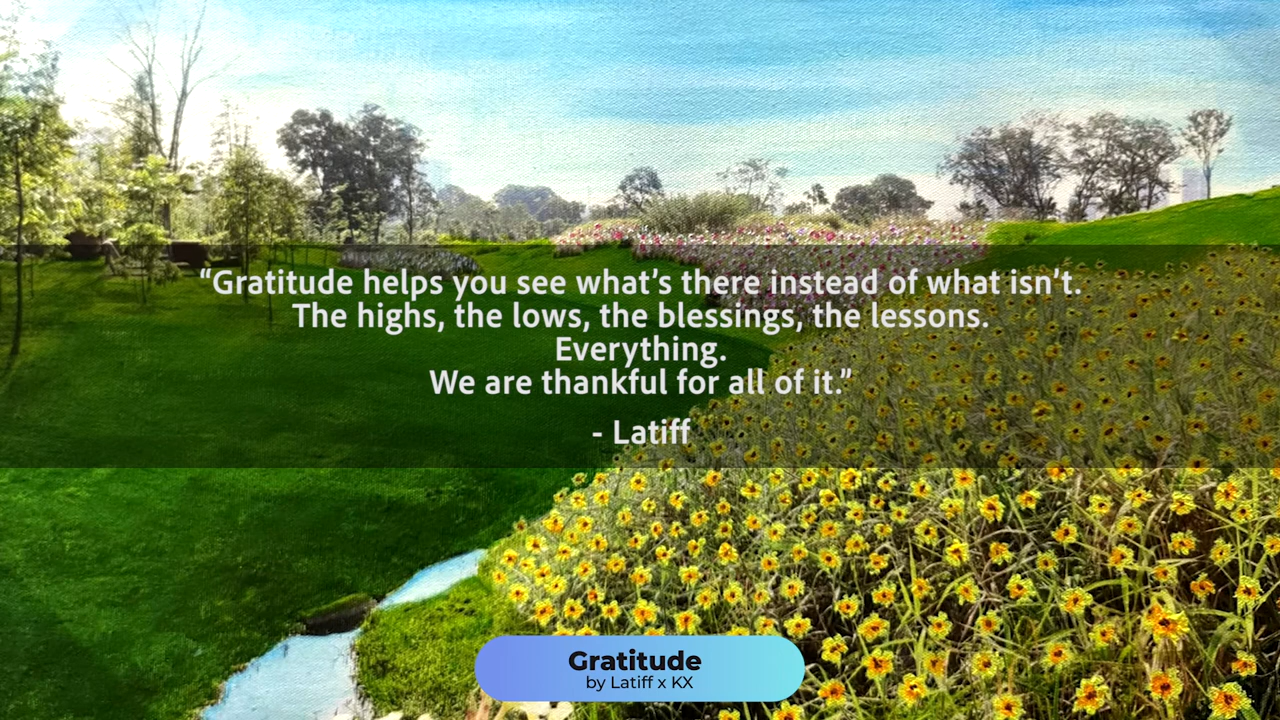 “Gratitude helps you see what’s there instead of what isn’t.
The highs, the lows, the blessings, the lessons.
Everything.
We are thankful for all of it.”
- Latiff
Gratitude
by Latiff x KX